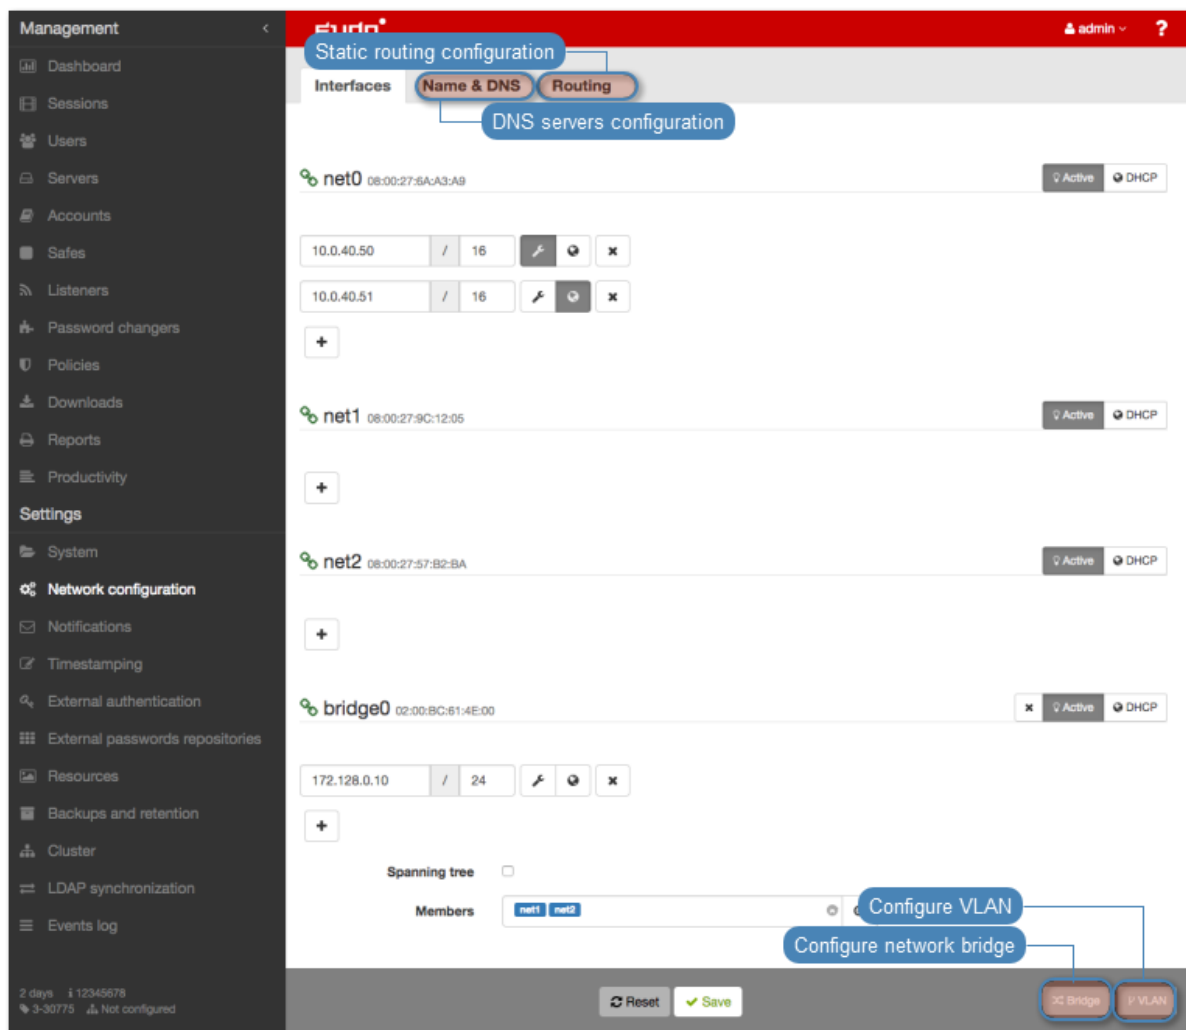 Management
Dashboard
Sessions
Users
Servers
Accounts
Safes
Listeners
Password changers
Policies
Downloads
Reports
Productivity
Settings
System
Network configuration
Notifications
Timestamping
External authentication
External passwords repositories
Resources
Backups and retention
Cluster
LDAP synchronization
Events log
2 days 12345678
3-30775 Not configured
admin ?
Static routing configuration
Interfaces Name & DNS Routing
DNS servers configuration
net0 08:00:27:6A:A3:A9 Active DHCP
10.0.40.50 / 16
10.0.40.51 / 16
net1 08:00:27:9C:12:05 Active DHCP
net2 08:00:27:57:B2:BA Active DHCP
bridge0 02:00:BC:61:4E:00 Active DHCP
172.128.0.10 / 24
Spanning tree
Members net1 net2
Configure VLAN
Configure network bridge
Reset Save Bridge VLAN